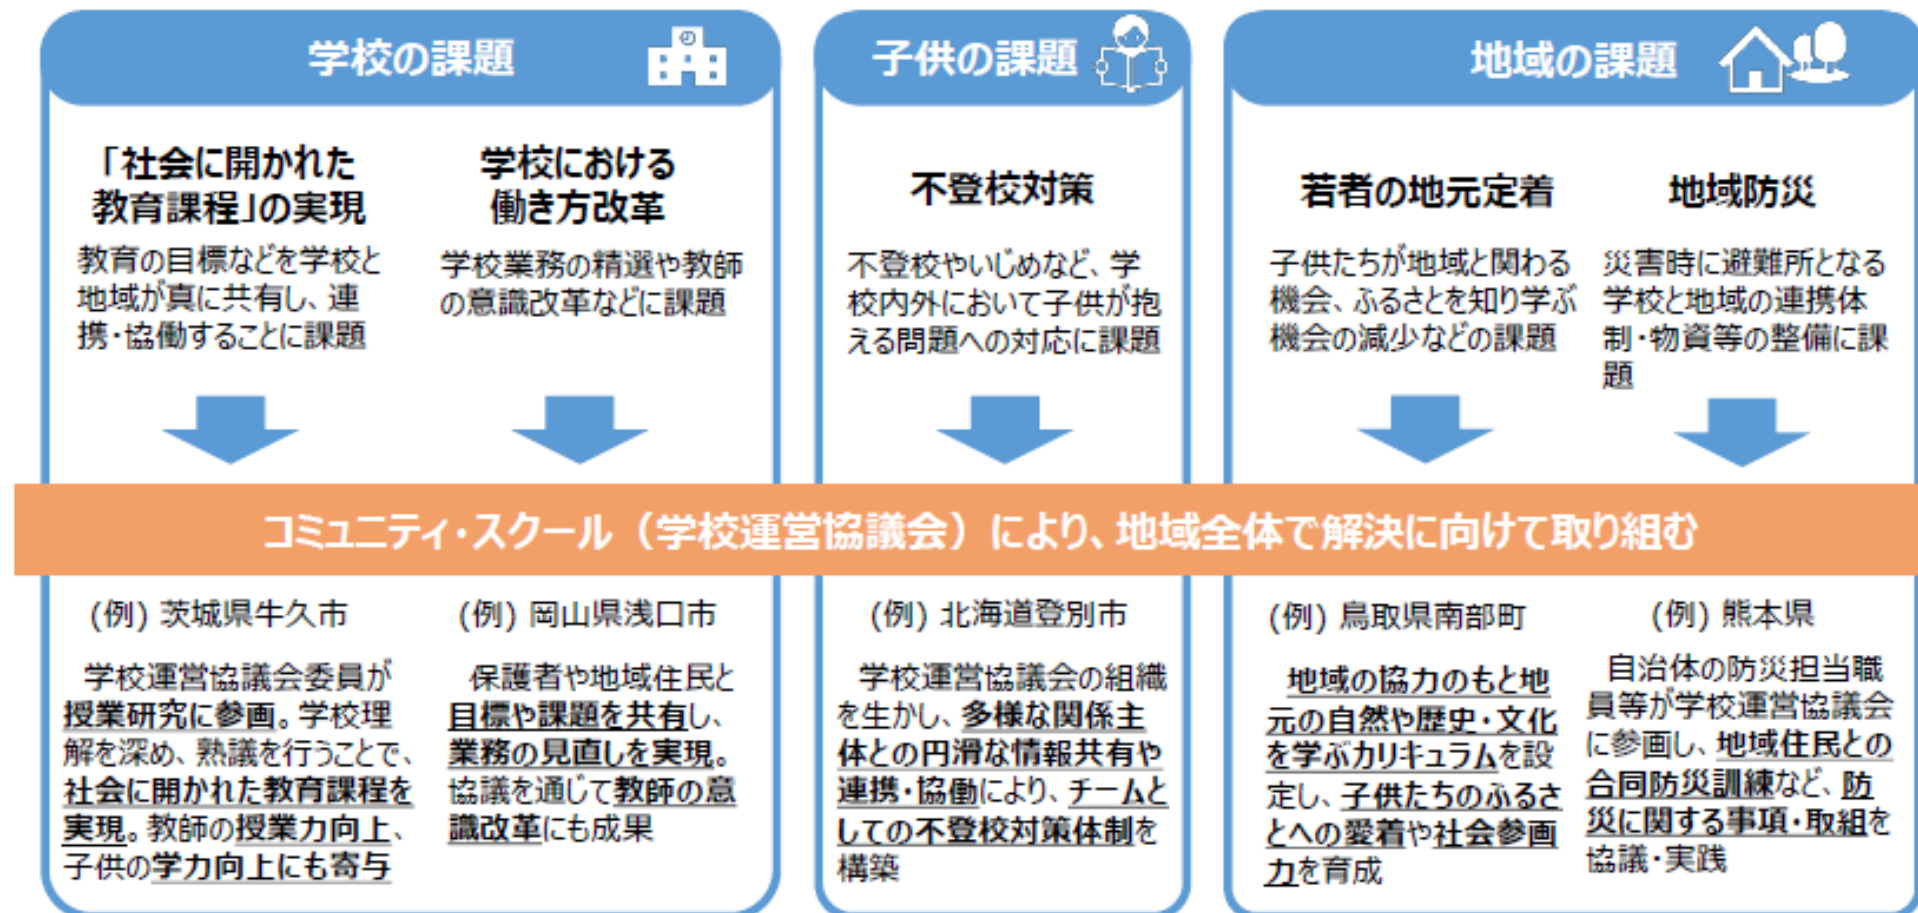 学校の課題
「社会に開かれた
教育課程」の実現
教育の目標などを学校と
地域が真に共有し、連
携・協働することに課題
学校における
働き方改革
学校業務の精選や教師
の意識改革などに課題
子供の課題
不登校対策
不登校やいじめなど、学
校内外において子供が抱
える問題への対応に課題
地域の課題
若者の地元定着
子供たちが地域と関わる
機会、ふるさとを知り学ぶ
機会の減少などの課題
地域防災
災害時に避難所となる
学校と地域の連携体
制・物資等の整備に課
題
コミュニティ・スクール（学校運営協議会）により、地域全体で解決に向けて取り組む
(例) 茨城県牛久市
学校運営協議会委員が
授業研究に参画。学校理
解を深め、熟議を行うことで、
社会に開かれた教育課程を
実現。教師の授業力向上、
子供の学力向上にも寄与
(例) 岡山県浅口市
保護者や地域住民と
目標や課題を共有し、
業務の見直しを実現。
協議を通じて教師の意
識改革にも成果
(例) 北海道登別市
学校運営協議会の組織
を生かし、多様な関係主
体との円滑な情報共有や
連携・協働により、チームと
しての不登校対策体制を
構築
(例) 鳥取県南部町
地域の協力のもと地
元の自然や歴史・文化
を学ぶカリキュラムを設
定し、子供たちのふるさ
とへの愛着や社会参画
力を育成
(例) 熊本県
自治体の防災担当職
員等が学校運営協議会
に参画し、地域住民との
合同防災訓練など、防
災に関する事項・取組を
協議・実践